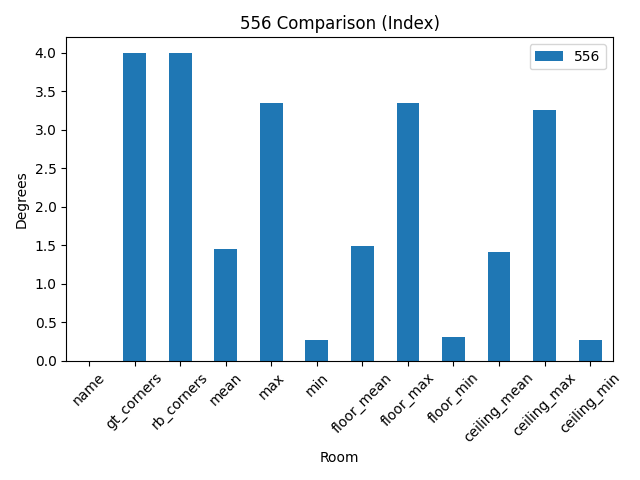 556 Comparison (Index)
556
4.0
3.5
3.0
2.5
2.0
1.5
1.0
0.5
0.0
Degrees
name
gt_corners
rb_corners
mean
max
min
floor_mean
floor_max
floor_min
ceiling_mean
ceiling_max
ceiling_min
Room